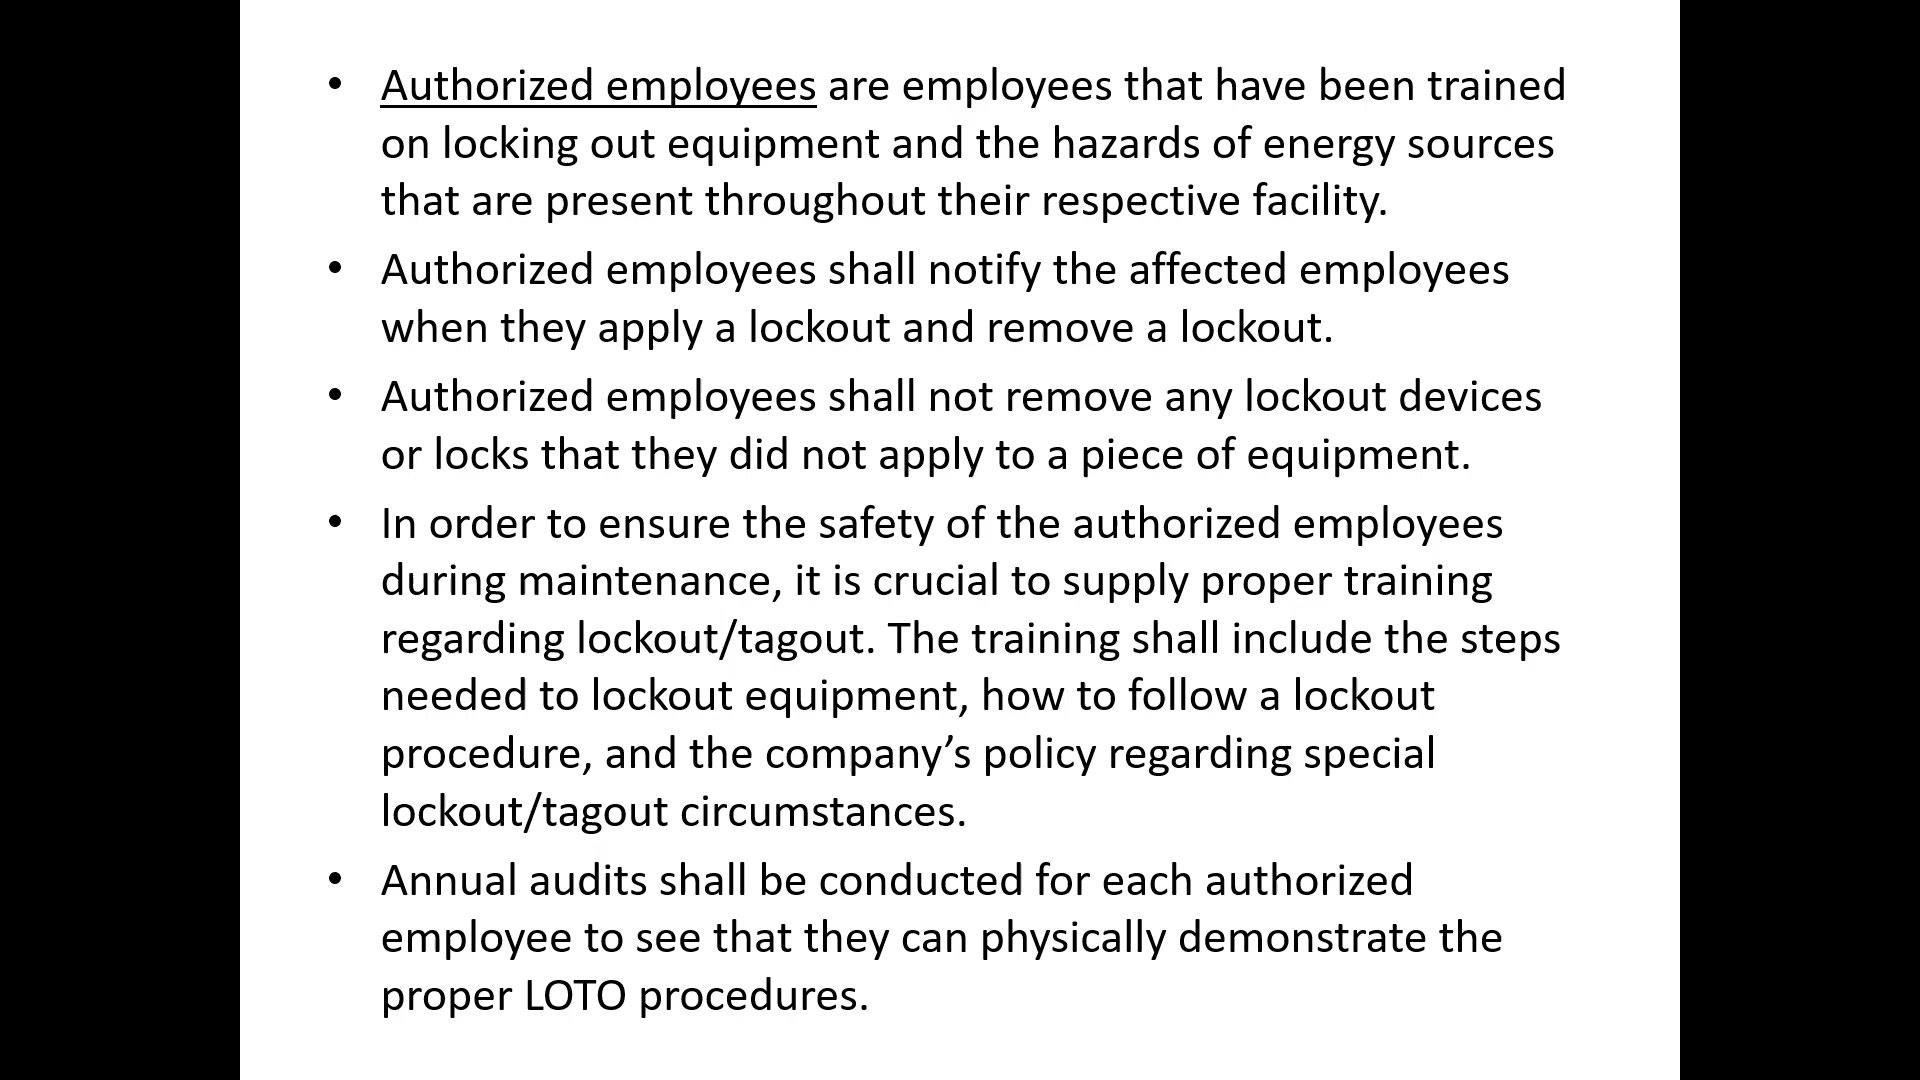 • Authorized employees are employees that have been trained
on locking out equipment and the hazards of energy sources
that are present throughout their respective facility.
• Authorized employees shall notify the affected employees
when they apply a lockout and remove a lockout.
• Authorized employees shall not remove any lockout devices
or locks that they did not apply to a piece of equipment.
• In order to ensure the safety of the authorized employees
during maintenance, it is crucial to supply proper training
regarding lockout/tagout. The training shall include the steps
needed to lockout equipment, how to follow a lockout
procedure, and the company’s policy regarding special
lockout/tagout circumstances.
• Annual audits shall be conducted for each authorized
employee to see that they can physically demonstrate the
proper LOTO procedures.